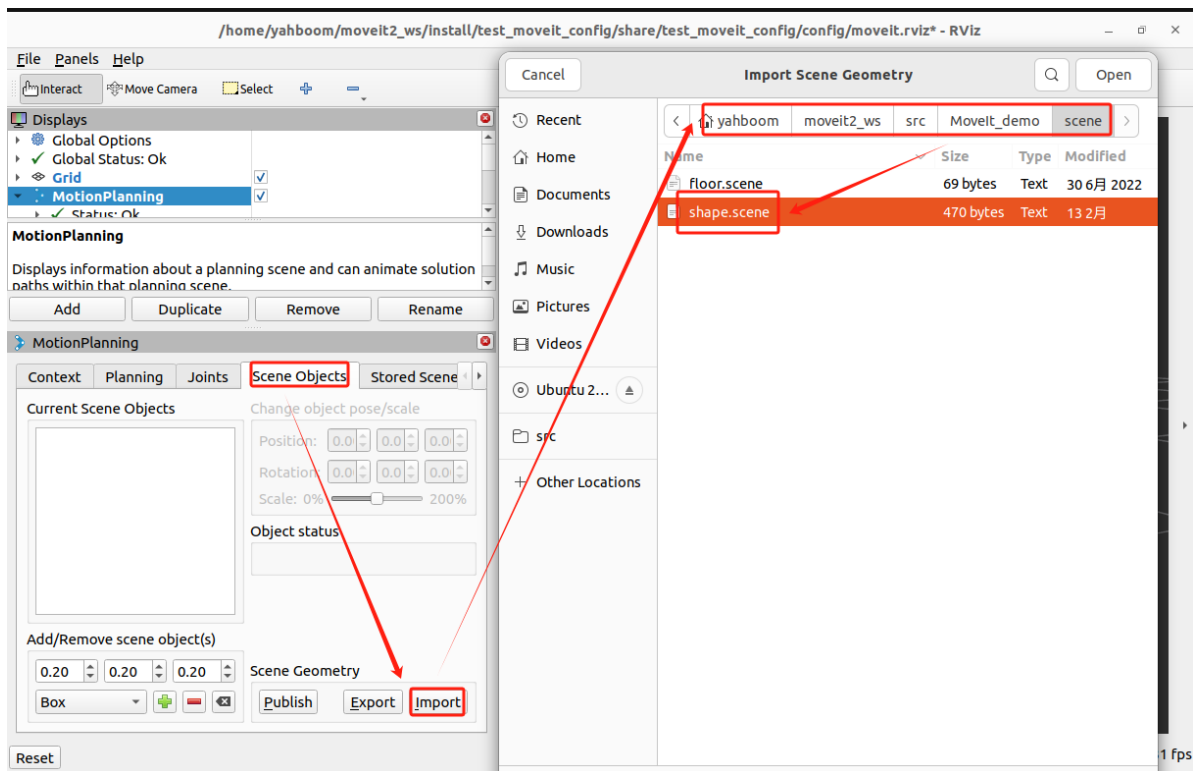 /home/yahboom/moveit2_ws/install/test_moveit_config/share/test_moveit_config/config/moveit.rviz* - RViz
File Panels Help
Interact Move Camera Select
Displays
Global Options
Global Status: Ok
Grid
MotionPlanning
Status: Ok
MotionPlanning
Displays information about a planning scene and can animate solution
paths within that planning scene.
Add Duplicate Remove Rename
MotionPlanning
Context Planning Joints Scene Objects Stored Scene
Current Scene Objects
Change object pose/scale
Position: 0.0 0.0 0.0
Rotation: 0.0 0.0 0.0
Scale: 0% 200%
Object status
Add/Remove scene object(s)
0.20 0.20 0.20
Box
Scene Geometry
Publish Export Import
Reset
Cancel Import Scene Geometry Open
Recent
Home
Documents
Downloads
Music
Pictures
Videos
Ubuntu 2...
src
Other Locations
yahboom moveit2_ws src MoveIt_demo scene
Name Size Type Modified
floor.scene 69 bytes Text 30 6月 2022
shape.scene 470 bytes Text 13 2月
1 fps